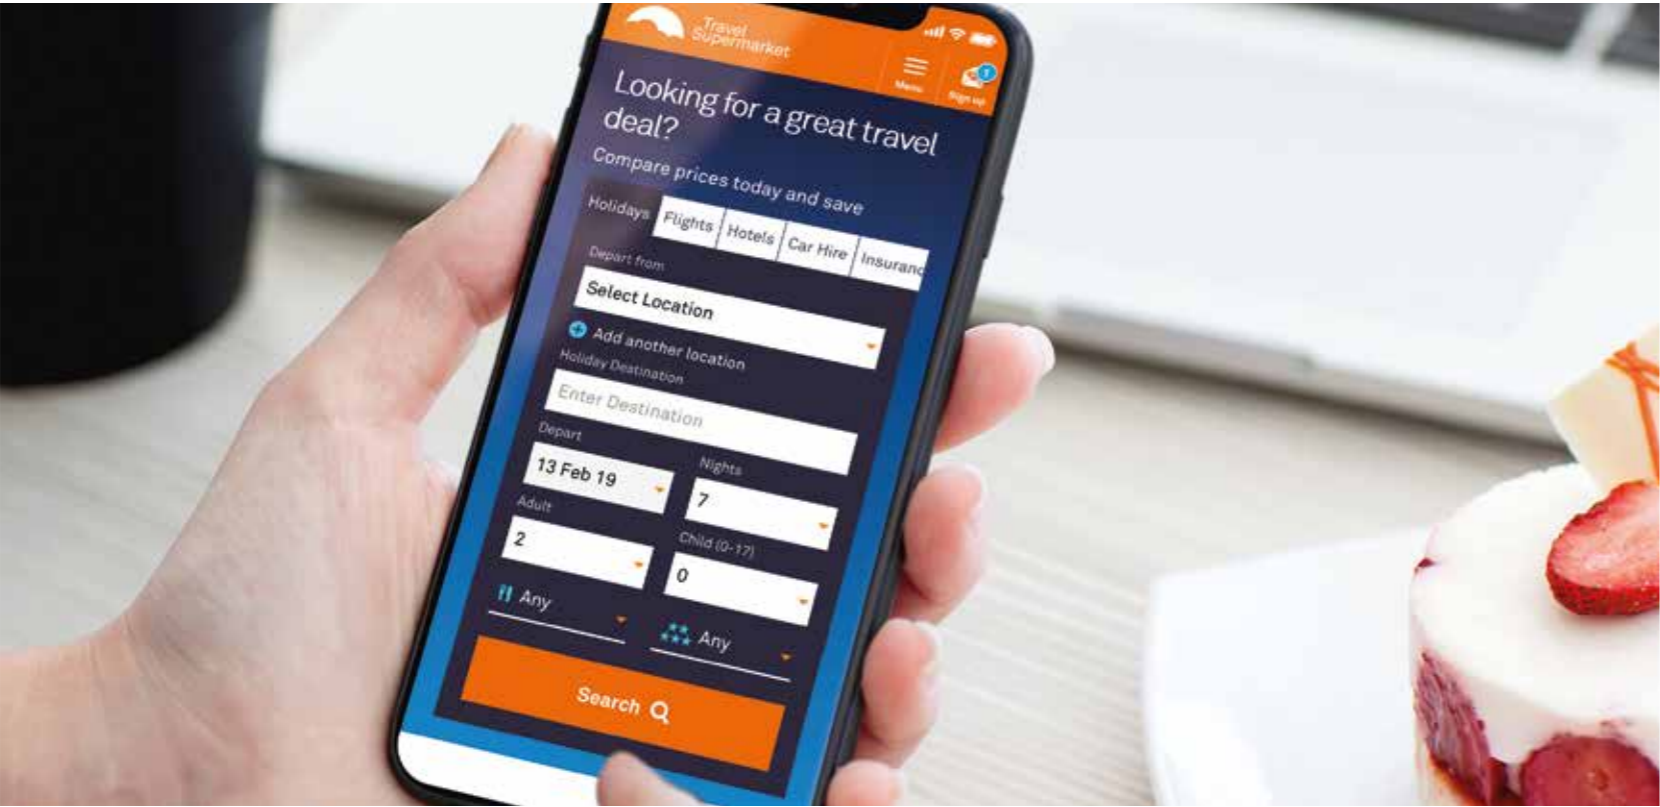 Travel
Supermarket
Menu
1
Sign up
Looking for a great travel
deal?
Compare prices today and save
Holidays Flights Hotels Car Hire Insuranc
Depart from
Select Location
Add another location
Holiday Destination
Enter Destination
Depart Nights
13 Feb 19 7
Adult Child (0-17)
2 0
Any Any
Search